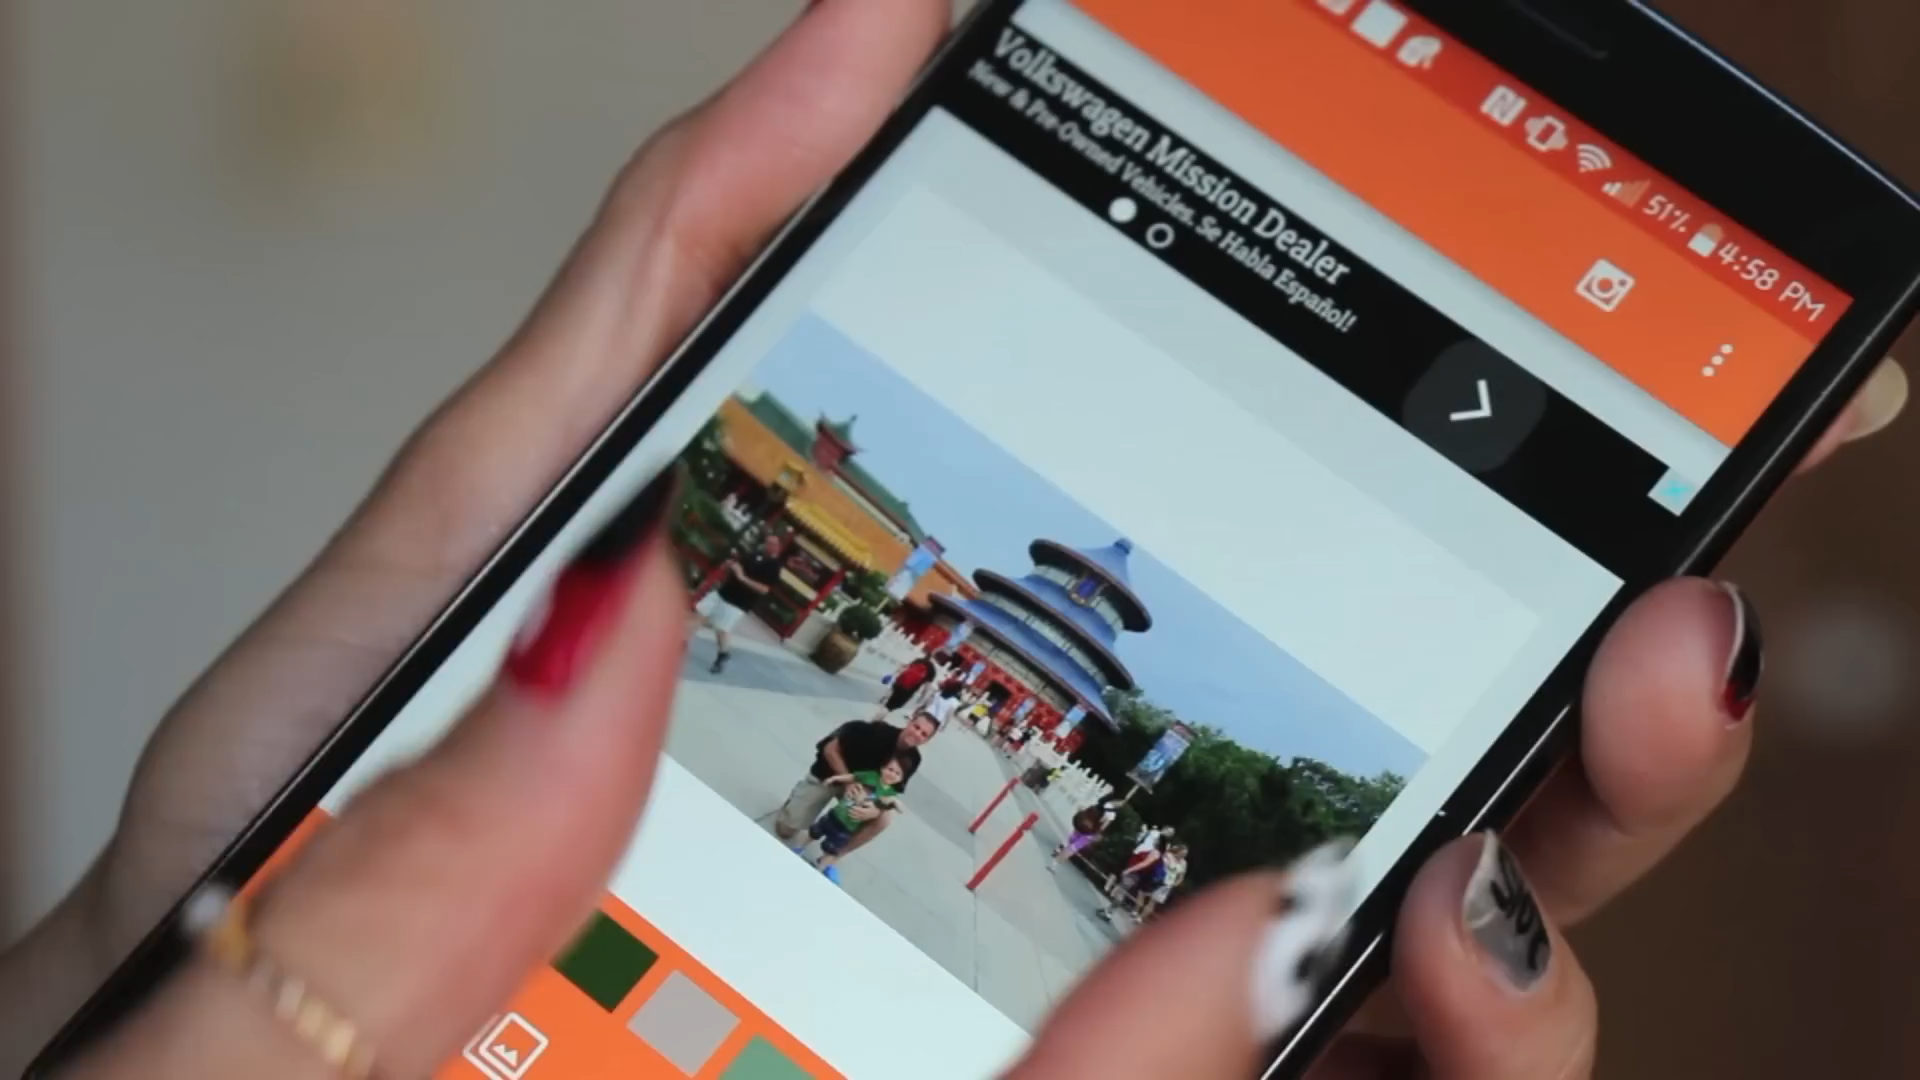 51% 4:58 PM
Volkswagen Mission Dealer
New & Pre-Owned Vehicles. Se Habla Español!